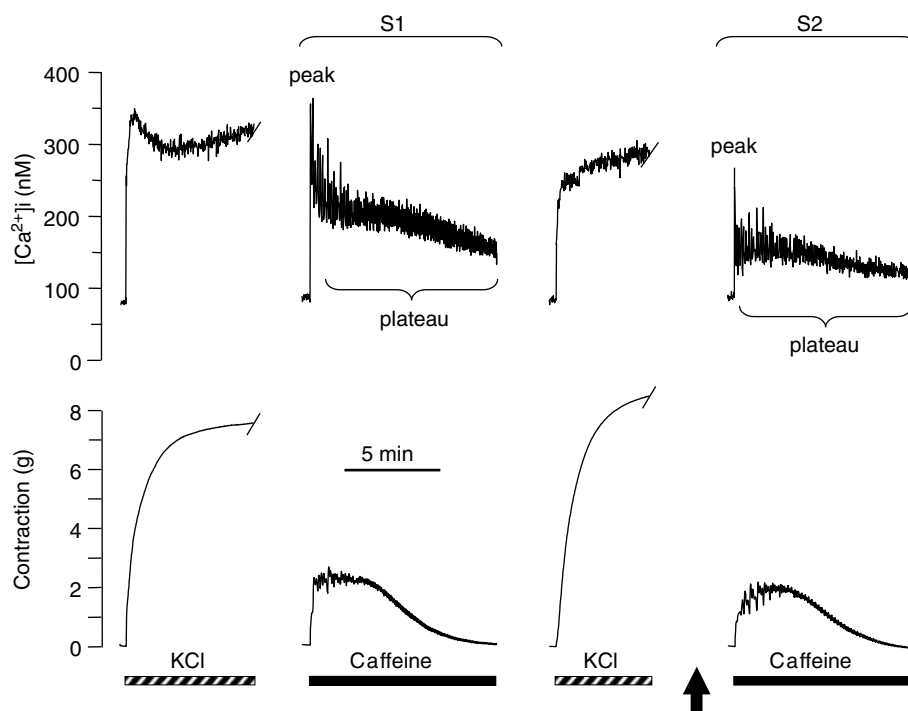 S1
S2
peak
peak
400
300
200
100
0
[Ca²⁺]i (nM)
plateau
plateau
8
6
4
2
0
Contraction (g)
5 min
KCl
Caffeine
KCl
Caffeine